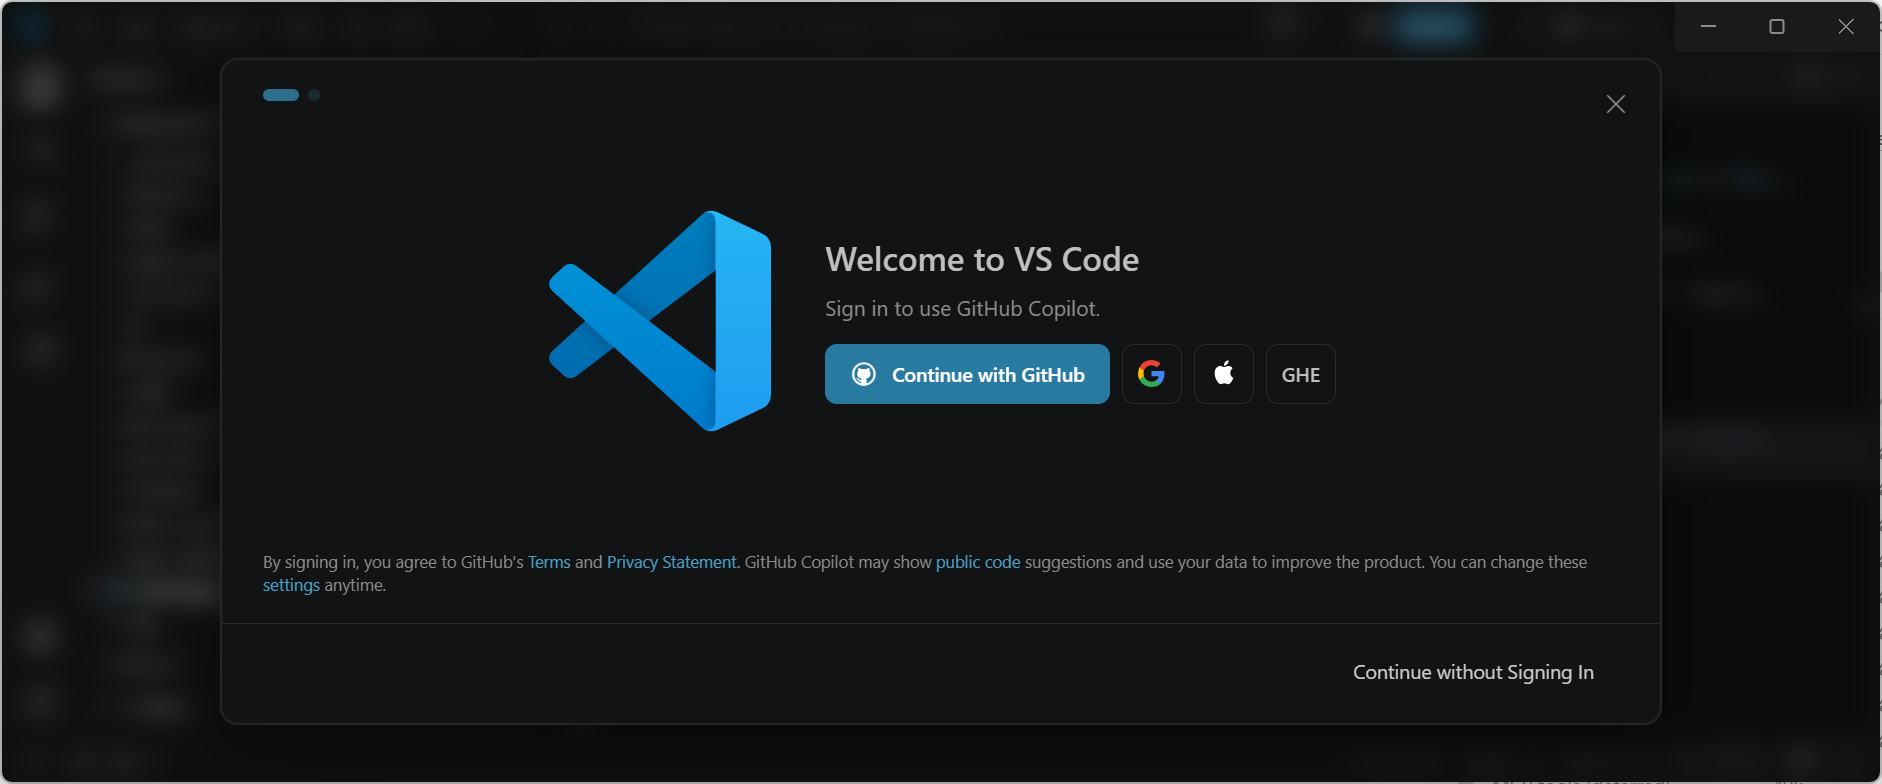 Welcome to VS Code
Sign in to use GitHub Copilot.
Continue with GitHub
GHE
By signing in, you agree to GitHub's Terms and Privacy Statement. GitHub Copilot may show public code suggestions and use your data to improve the product. You can change these
settings anytime.
Continue without Signing In